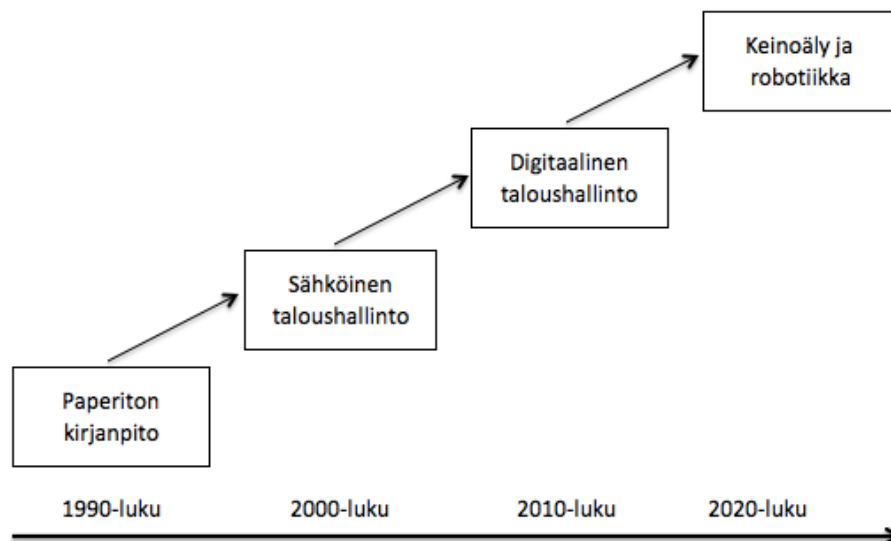 Keinoäly ja
robotiikka
Digitaalinen
taloushallinto
Sähköinen
taloushallinto
Paperiton
kirjanpito
1990-luku 2000-luku 2010-luku 2020-luku